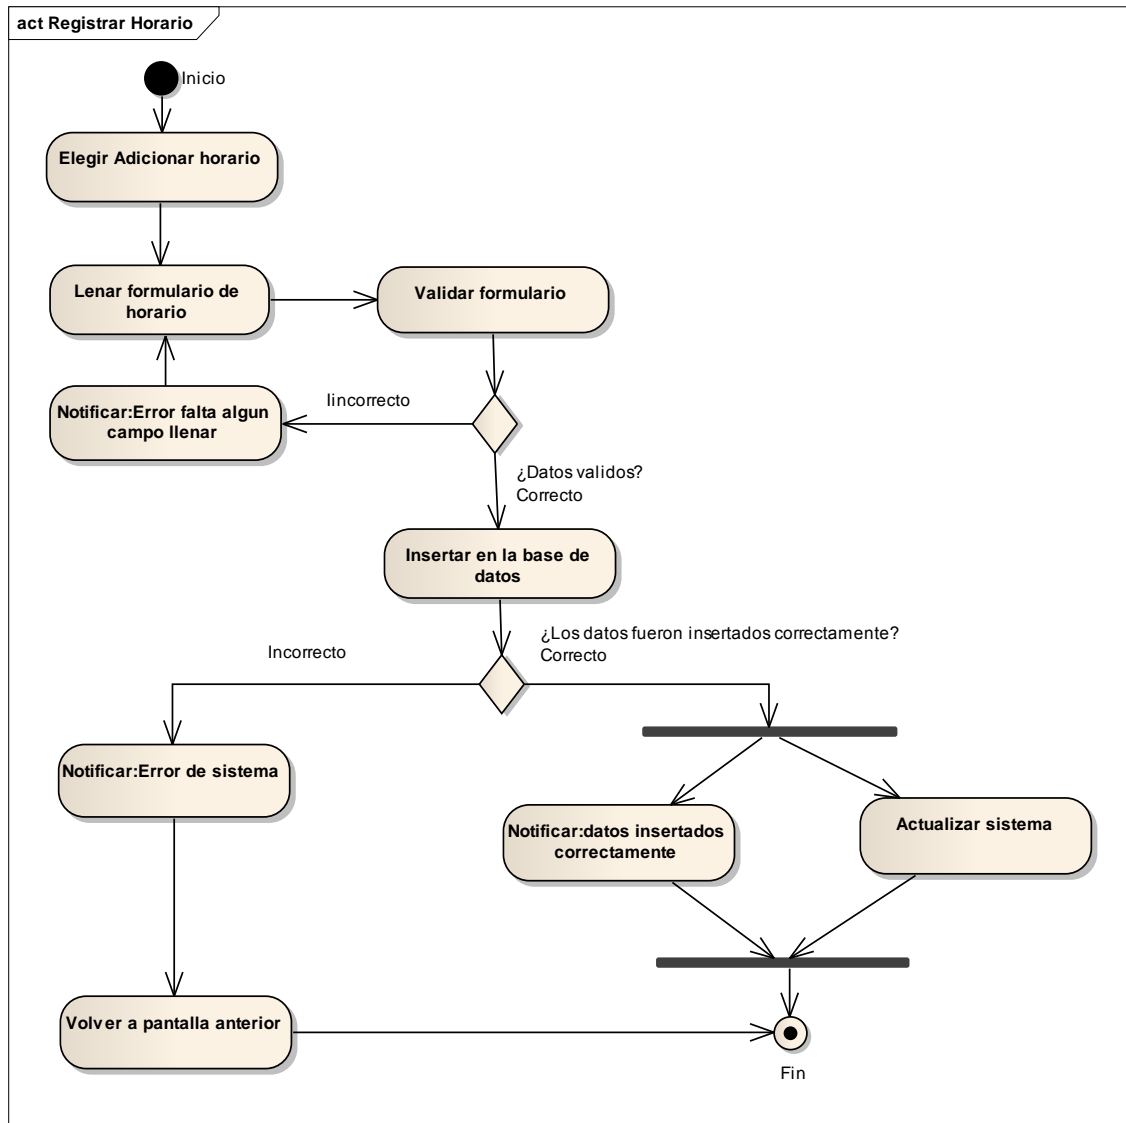 act Registrar Horario
Inicio
Elegir Adicionar horario
Lenar formulario de
horario
Validar formulario
Notificar:Error falta algun
campo llenar
Iincorrecto
¿Datos validos?
Correcto
Insertar en la base de
datos
¿Los datos fueron insertados correctamente?
Correcto
Incorrecto
Notificar:Error de sistema
Notificar:datos insertados
correctamente
Actualizar sistema
Volver a pantalla anterior
Fin